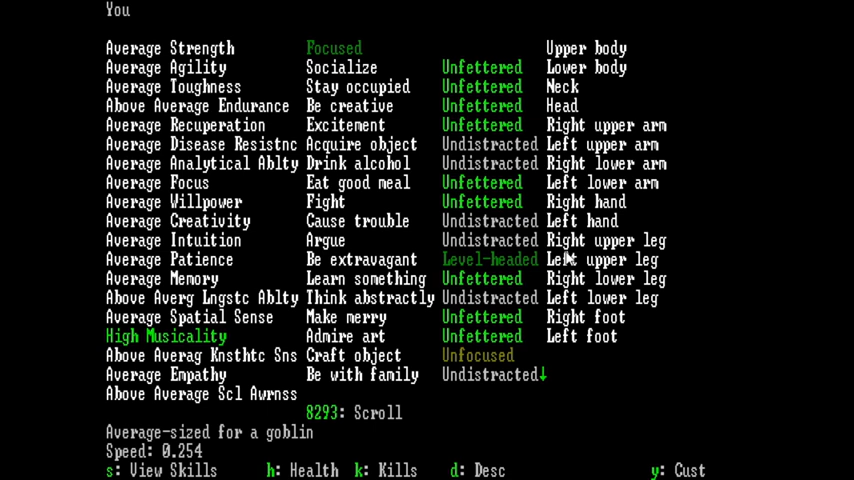 You
Average Strength Focused Upper body
Average Agility Socialize Unfettered Lower body
Average Toughness Stay occupied Unfettered Neck
Above Average Endurance Be creative Unfettered Head
Average Recuperation Excitement Unfettered Right upper arm
Average Disease Resistnc Acquire object Undistracted Left upper arm
Average Analytical Ablty Drink alcohol Undistracted Right lower arm
Average Focus Eat good meal Unfettered Left lower arm
Average Willpower Fight Unfettered Right hand
Average Creativity Cause trouble Undistracted Left hand
Average Intuition Argue Undistracted Right upper leg
Average Patience Be extravagant Level-headed Left upper leg
Average Memory Learn something Unfettered Right lower leg
Above Averg Lngstc Ablty Think abstractly Undistracted Left lower leg
Average Spatial Sense Make merry Unfettered Right foot
High Musicality Admire art Unfettered Left foot
Above Averag Knsthtc Sns Craft object Unfocused
Average Empathy Be with family Undistracted↓
Above Average Scl Awrnss
8293: Scroll
Average-sized for a goblin
Speed: 0.254
s: View Skills h: Health k: Kills d: Desc y: Cust